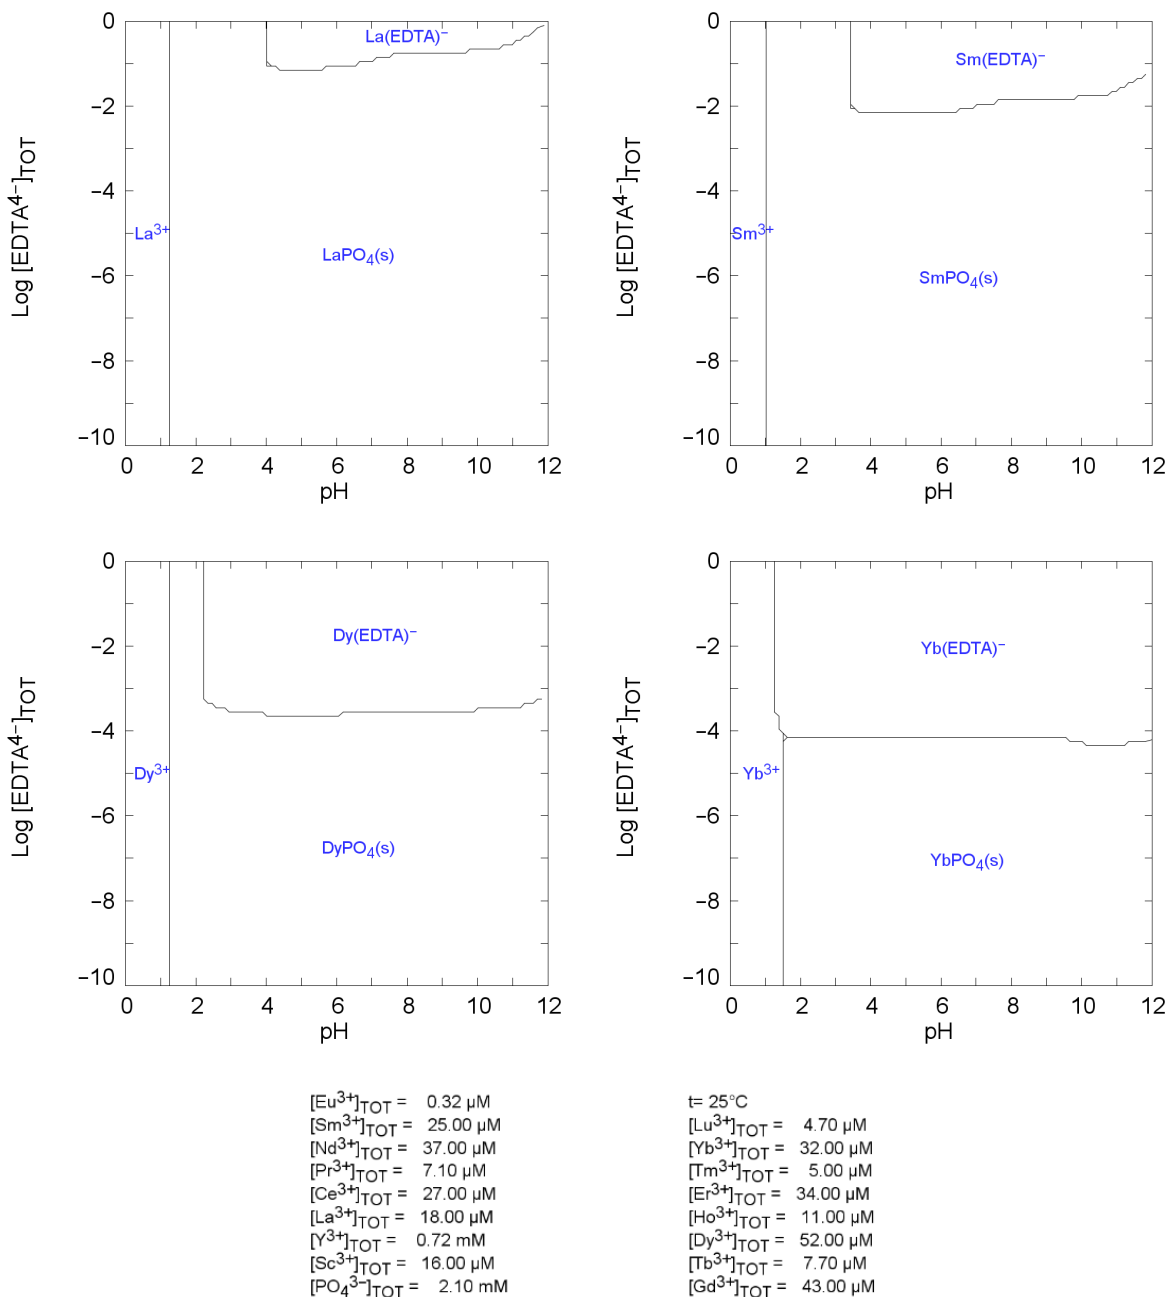 0
−2
−4
−6
−8
−10
Log [EDTA⁴⁻]TOT
La(EDTA)⁻
La³⁺
LaPO₄(s)
0 2 4 6 8 10 12
pH
0
−2
−4
−6
−8
−10
Log [EDTA⁴⁻]TOT
Sm(EDTA)⁻
Sm³⁺
SmPO₄(s)
0 2 4 6 8 10 12
pH
0
−2
−4
−6
−8
−10
Log [EDTA⁴⁻]TOT
Dy(EDTA)⁻
Dy³⁺
DyPO₄(s)
0 2 4 6 8 10 12
pH
0
−2
−4
−6
−8
−10
Log [EDTA⁴⁻]TOT
Yb(EDTA)⁻
Yb³⁺
YbPO₄(s)
0 2 4 6 8 10 12
pH
[Eu³⁺]TOT = 0.32 µM
[Sm³⁺]TOT = 25.00 µM
[Nd³⁺]TOT = 37.00 µM
[Pr³⁺]TOT = 7.10 µM
[Ce³⁺]TOT = 27.00 µM
[La³⁺]TOT = 18.00 µM
[Y³⁺]TOT = 0.72 mM
[Sc³⁺]TOT = 16.00 µM
[PO₄³⁻]TOT = 2.10 mM
t= 25°C
[Lu³⁺]TOT = 4.70 µM
[Yb³⁺]TOT = 32.00 µM
[Tm³⁺]TOT = 5.00 µM
[Er³⁺]TOT = 34.00 µM
[Ho³⁺]TOT = 11.00 µM
[Dy³⁺]TOT = 52.00 µM
[Tb³⁺]TOT = 7.70 µM
[Gd³⁺]TOT = 43.00 µM